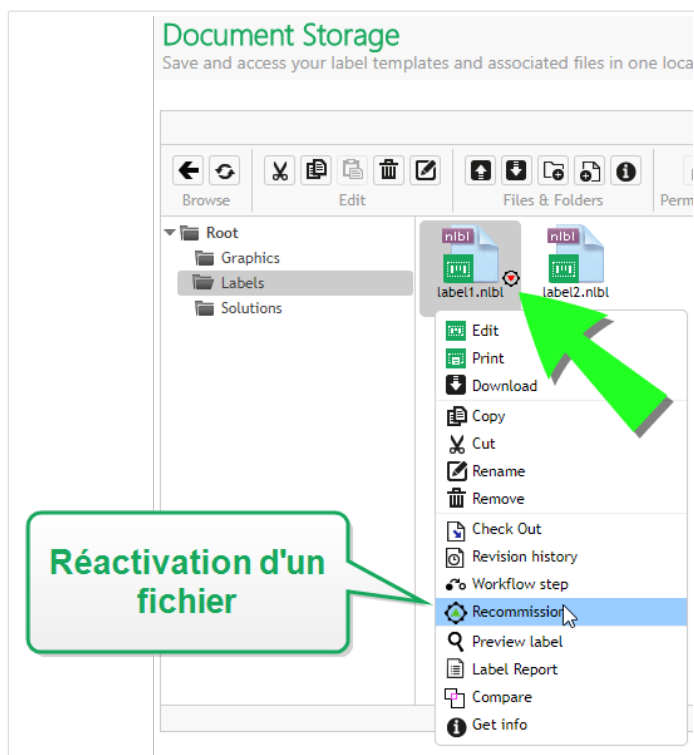 Document Storage
Save and access your label templates and associated files in one loca
Browse
Edit
Files & Folders
Perm
Root
Graphics
Labels
Solutions
nlbl
nlbl
label1.nlbl
label2.nlbl
Edit
Print
Download
Copy
Cut
Rename
Remove
Check Out
Revision history
Workflow step
Recommission
Preview label
Label Report
Compare
Get info
Réactivation d'un
fichier